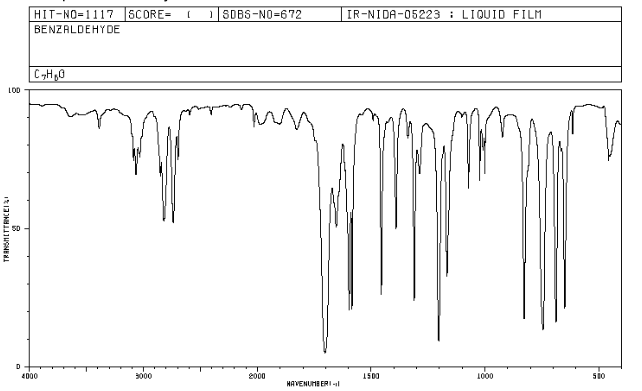 HIT-NO=1117 SCORE= ( ) SDBS-NO=672 IR-NIDA-05223 : LIQUID FILM
BENZALDEHYDE
C7H6O
100
50
0
TRANSMITTANCE(%)
4000 3000 2000 1500 1000 500
WAVENUMBER(-1)